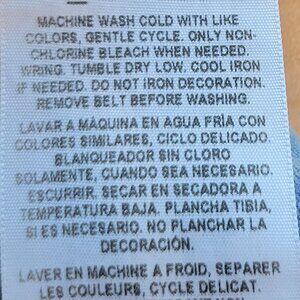 MACHINE WASH COLD WITH LIKE
COLORS, GENTLE CYCLE. ONLY NON-
CHLORINE BLEACH WHEN NEEDED.
WRING. TUMBLE DRY LOW. COOL IRON
IF NEEDED. DO NOT IRON DECORATION.
REMOVE BELT BEFORE WASHING.
LAVAR A MÁQUINA EN AGUA FRÍA CON
COLORES SIMILARES, CICLO DELICADO.
BLANQUEADOR SIN CLORO
SOLAMENTE, CUANDO SEA NECESARIO.
ESCURRIR. SECAR EN SECADORA A
TEMPERATURA BAJA. PLANCHA TIBIA,
SI ES NECESARIO. NO PLANCHAR LA
DECORACIÓN.
LAVER EN MACHINE A FROID, SEPARER
LES COULEURS, CYCLE DELICAT.